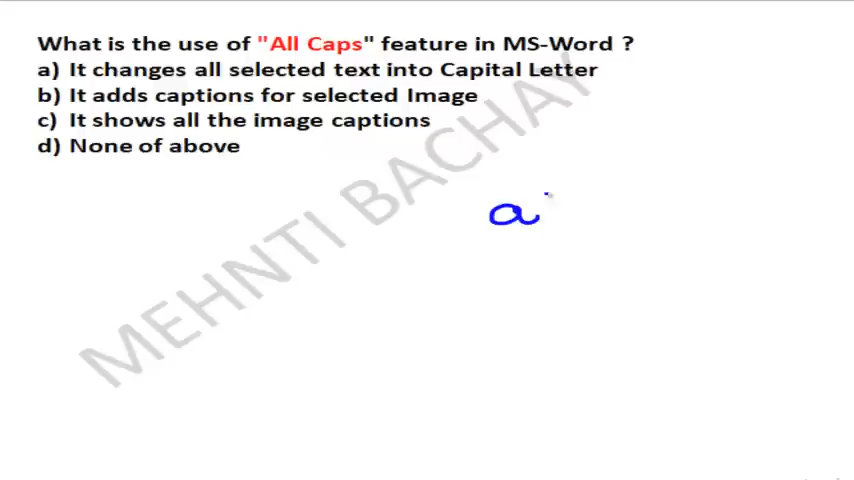 What is the use of "All Caps" feature in MS-Word ?
a) It changes all selected text into Capital Letter
b) It adds captions for selected Image
c) It shows all the image captions
d) None of above
a
MEHNTI BACHAY